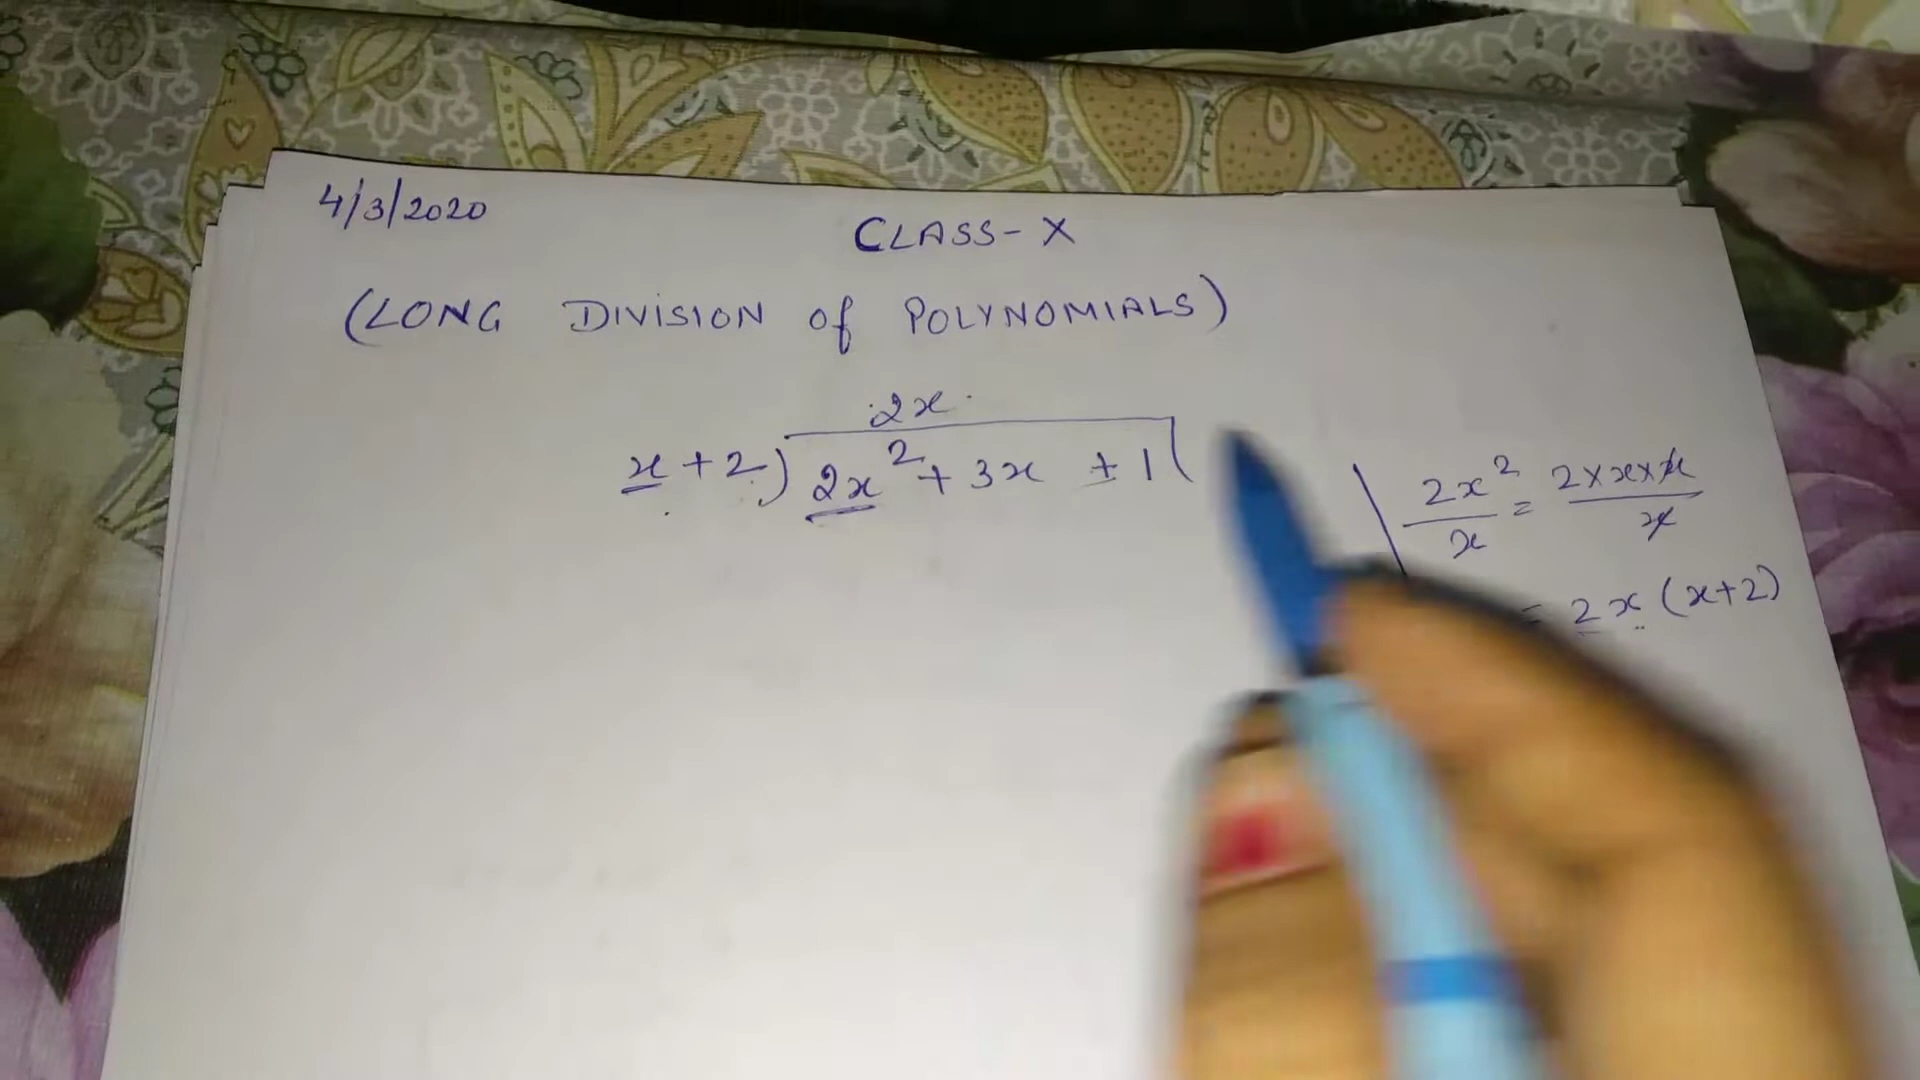 4/3/2020
CLASS-X
(LONG DIVISION of POLYNOMIALS)
2x
x+2) 2x²+3x+1(
2x²/x = 2×x×x/x
= 2x(x+2)